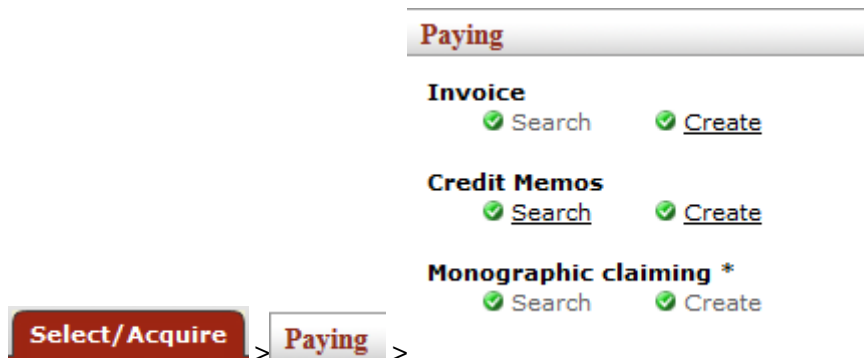 Paying
Invoice
Search Create
Credit Memos
Search Create
Monographic claiming *
Search Create
Select/Acquire > Paying >